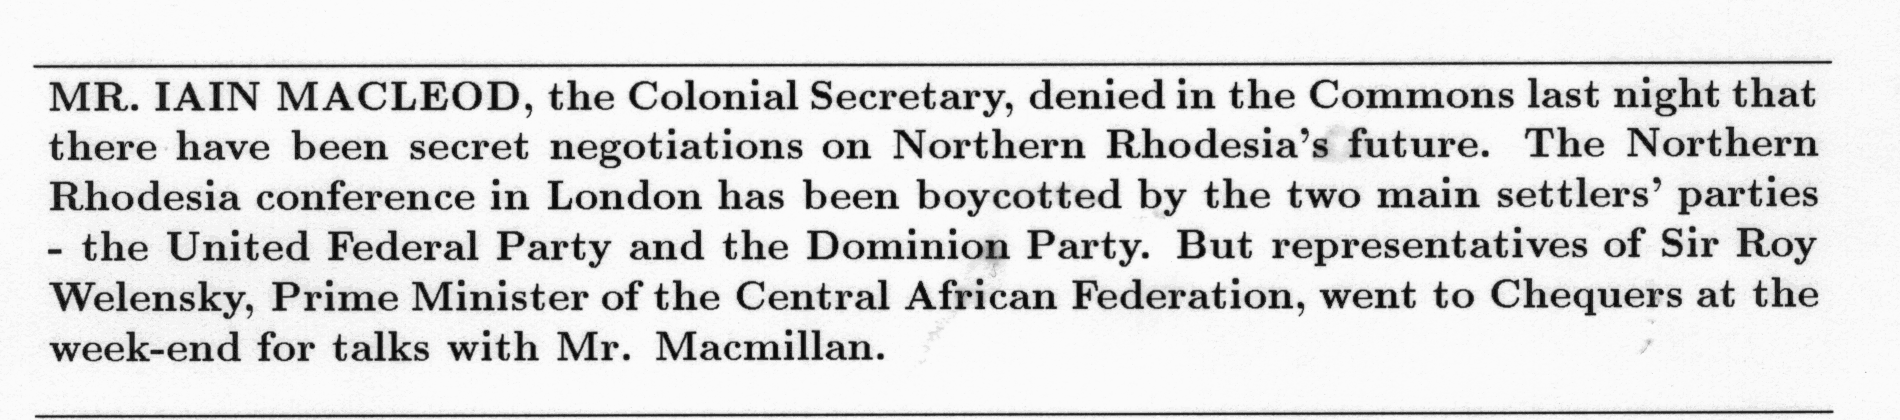 MR. IAIN MACLEOD, the Colonial Secretary, denied in the Commons last night that
there have been secret negotiations on Northern Rhodesia's future. The Northern
Rhodesia conference in London has been boycotted by the two main settlers' parties
- the United Federal Party and the Dominion Party. But representatives of Sir Roy
Welensky, Prime Minister of the Central African Federation, went to Chequers at the
week-end for talks with Mr. Macmillan.